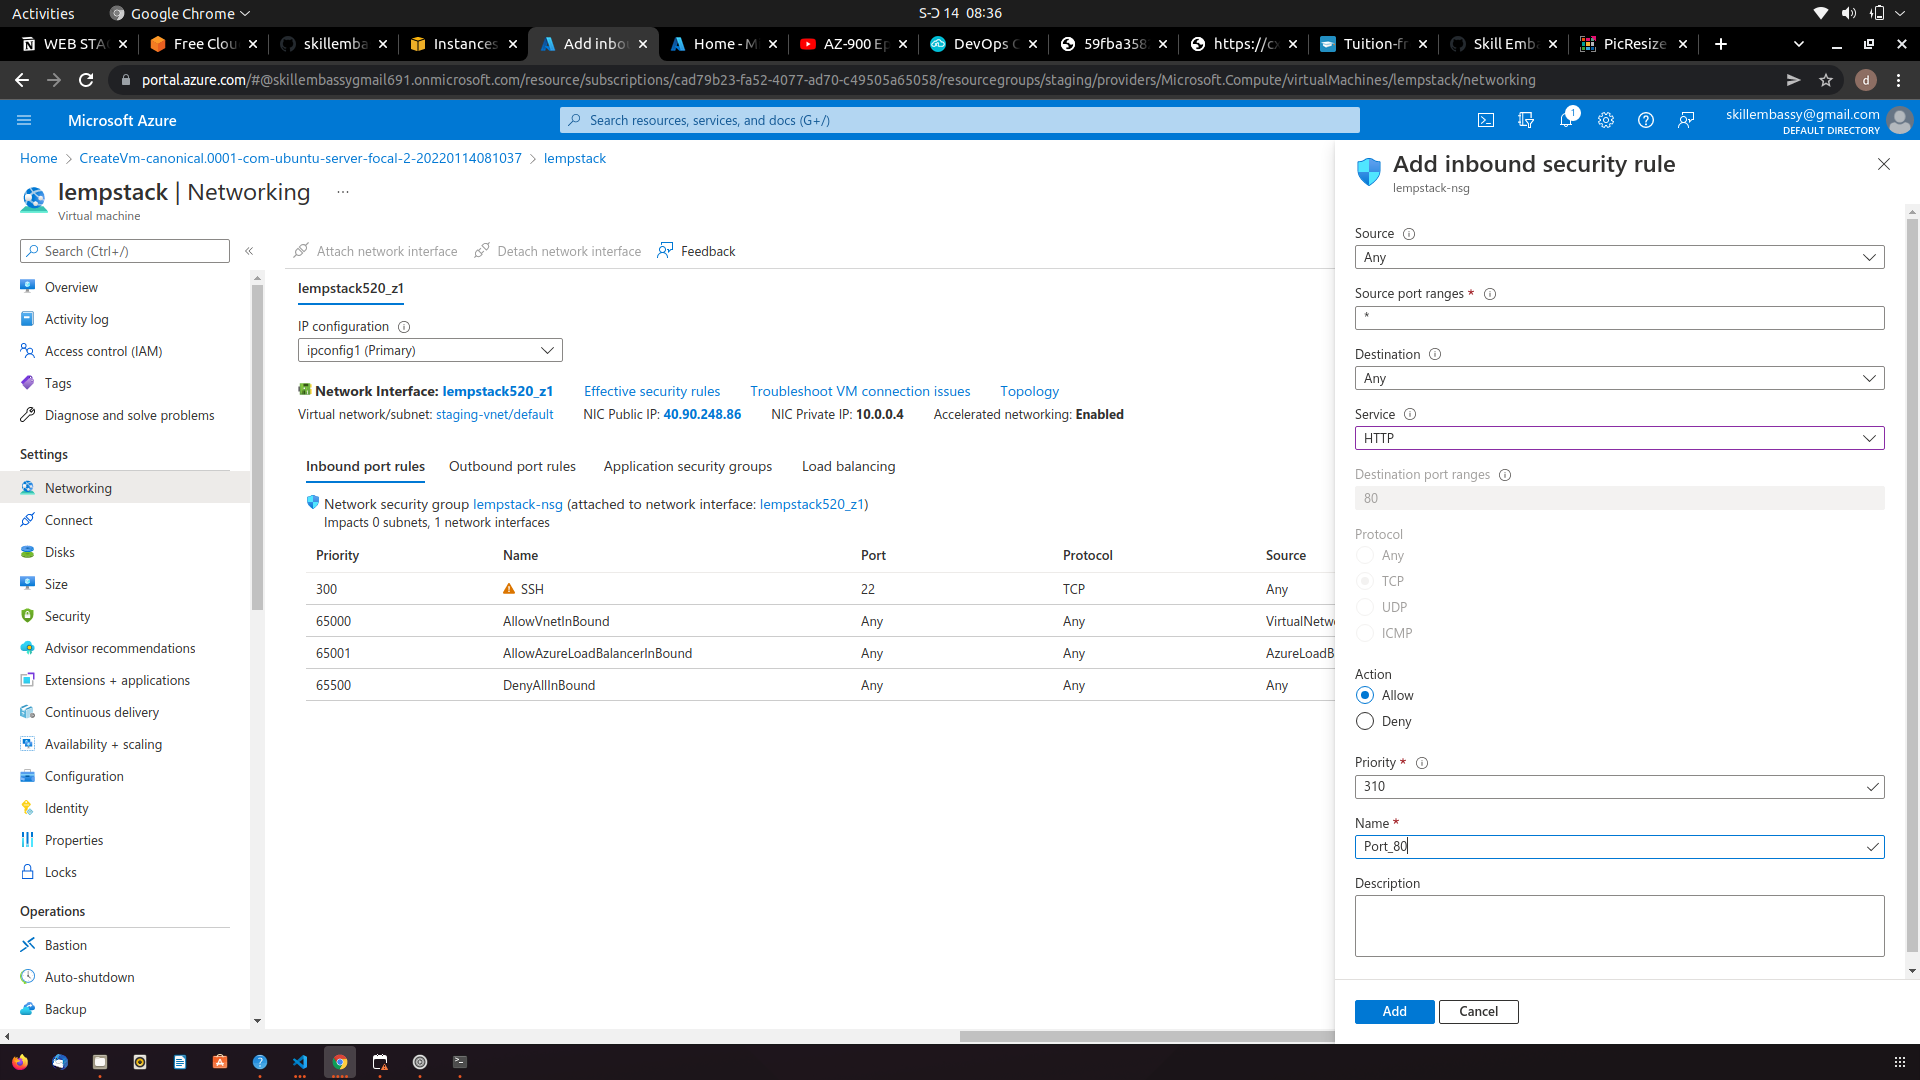 Activities
Google Chrome
S-Ɔ 14 08:36
WEB STA
Free Clou
skillemba
Instances
Add inbou
Home - M
AZ-900 Ep
DevOps C
59fba358
https://cx
Tuition-fr
Skill Emba
PicResize
portal.azure.com/#@skillembassygmail691.onmicrosoft.com/resource/subscriptions/cad79b23-fa52-4077-ad70-c49505a65058/resourcegroups/staging/providers/Microsoft.Compute/virtualMachines/lempstack/networking
d
Microsoft Azure
Search resources, services, and docs (G+/)
1
skillembassy@gmail.com
DEFAULT DIRECTORY
Home > CreateVm-canonical.0001-com-ubuntu-server-focal-2-20220114081037 > lempstack
lempstack | Networking ...
Virtual machine
Search (Ctrl+/)
Overview
Activity log
Access control (IAM)
Tags
Diagnose and solve problems
Settings
Networking
Connect
Disks
Size
Security
Advisor recommendations
Extensions + applications
Continuous delivery
Availability + scaling
Configuration
Identity
Properties
Locks
Operations
Bastion
Auto-shutdown
Backup
Attach network interface
Detach network interface
Feedback
lempstack520_z1
IP configuration
ipconfig1 (Primary)
Network Interface: lempstack520_z1 Effective security rules Troubleshoot VM connection issues Topology
Virtual network/subnet: staging-vnet/default NIC Public IP: 40.90.248.86 NIC Private IP: 10.0.0.4 Accelerated networking: Enabled
Inbound port rules Outbound port rules Application security groups Load balancing
Network security group lempstack-nsg (attached to network interface: lempstack520_z1)
Impacts 0 subnets, 1 network interfaces
Priority Name Port Protocol Source
300 SSH 22 TCP Any
65000 AllowVnetInBound Any Any VirtualNetwo
65001 AllowAzureLoadBalancerInBound Any Any AzureLoadB
65500 DenyAllInBound Any Any Any
Add inbound security rule
lempstack-nsg
Source
Any
Source port ranges *
*
Destination
Any
Service
HTTP
Destination port ranges
80
Protocol
Any
TCP
UDP
ICMP
Action
Allow
Deny
Priority *
310
Name *
Port_80
Description
Add
Cancel